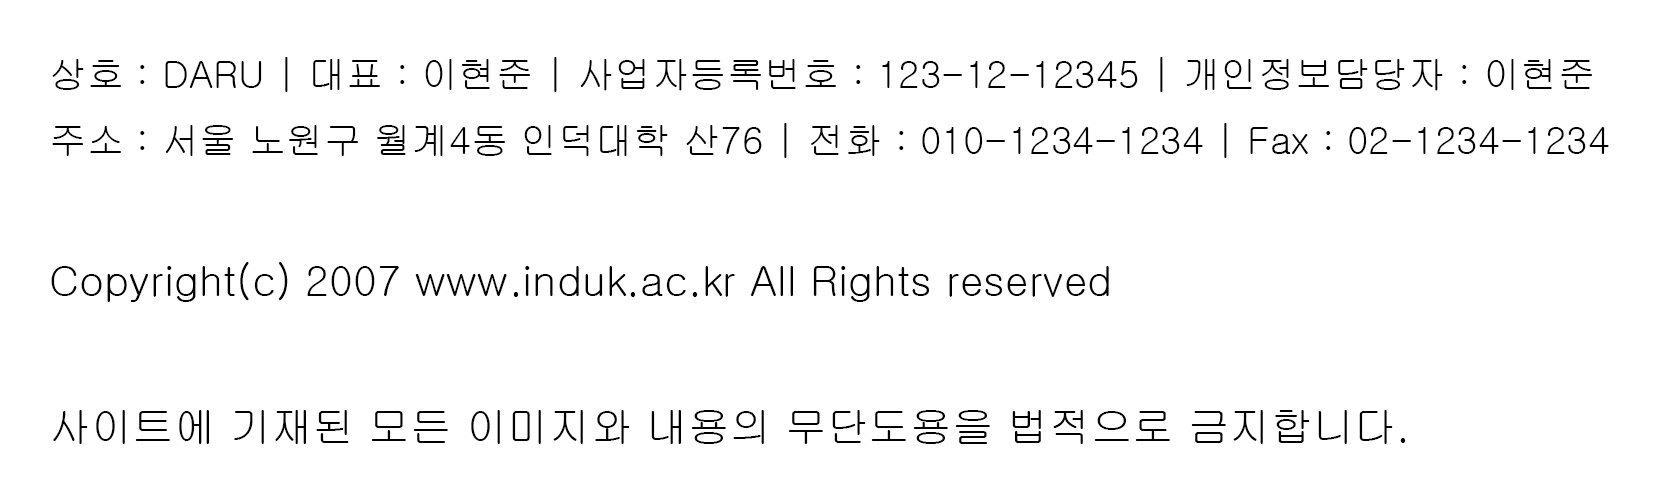 상호 : DARU | 대표 : 이현준 | 사업자등록번호 : 123-12-12345 | 개인정보담당자 : 이현준
주소 : 서울 노원구 월계4동 인덕대학 산76 | 전화 : 010-1234-1234 | Fax : 02-1234-1234
Copyright(c) 2007 www.induk.ac.kr All Rights reserved
사이트에 기재된 모든 이미지와 내용의 무단도용을 법적으로 금지합니다.